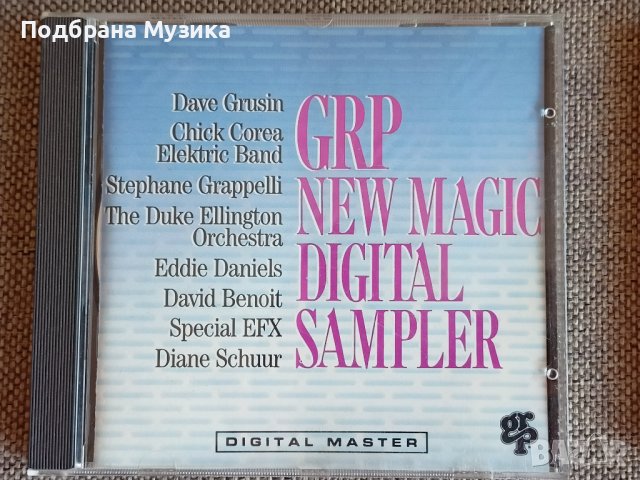 Подбрана Музика
Dave Grusin
Chick Corea
Elektric Band
Stephane Grappelli
The Duke Ellington
Orchestra
Eddie Daniels
David Benoit
Special EFX
Diane Schuur
GRP
NEW MAGIC
DIGITAL
SAMPLER
DIGITAL MASTER
grp